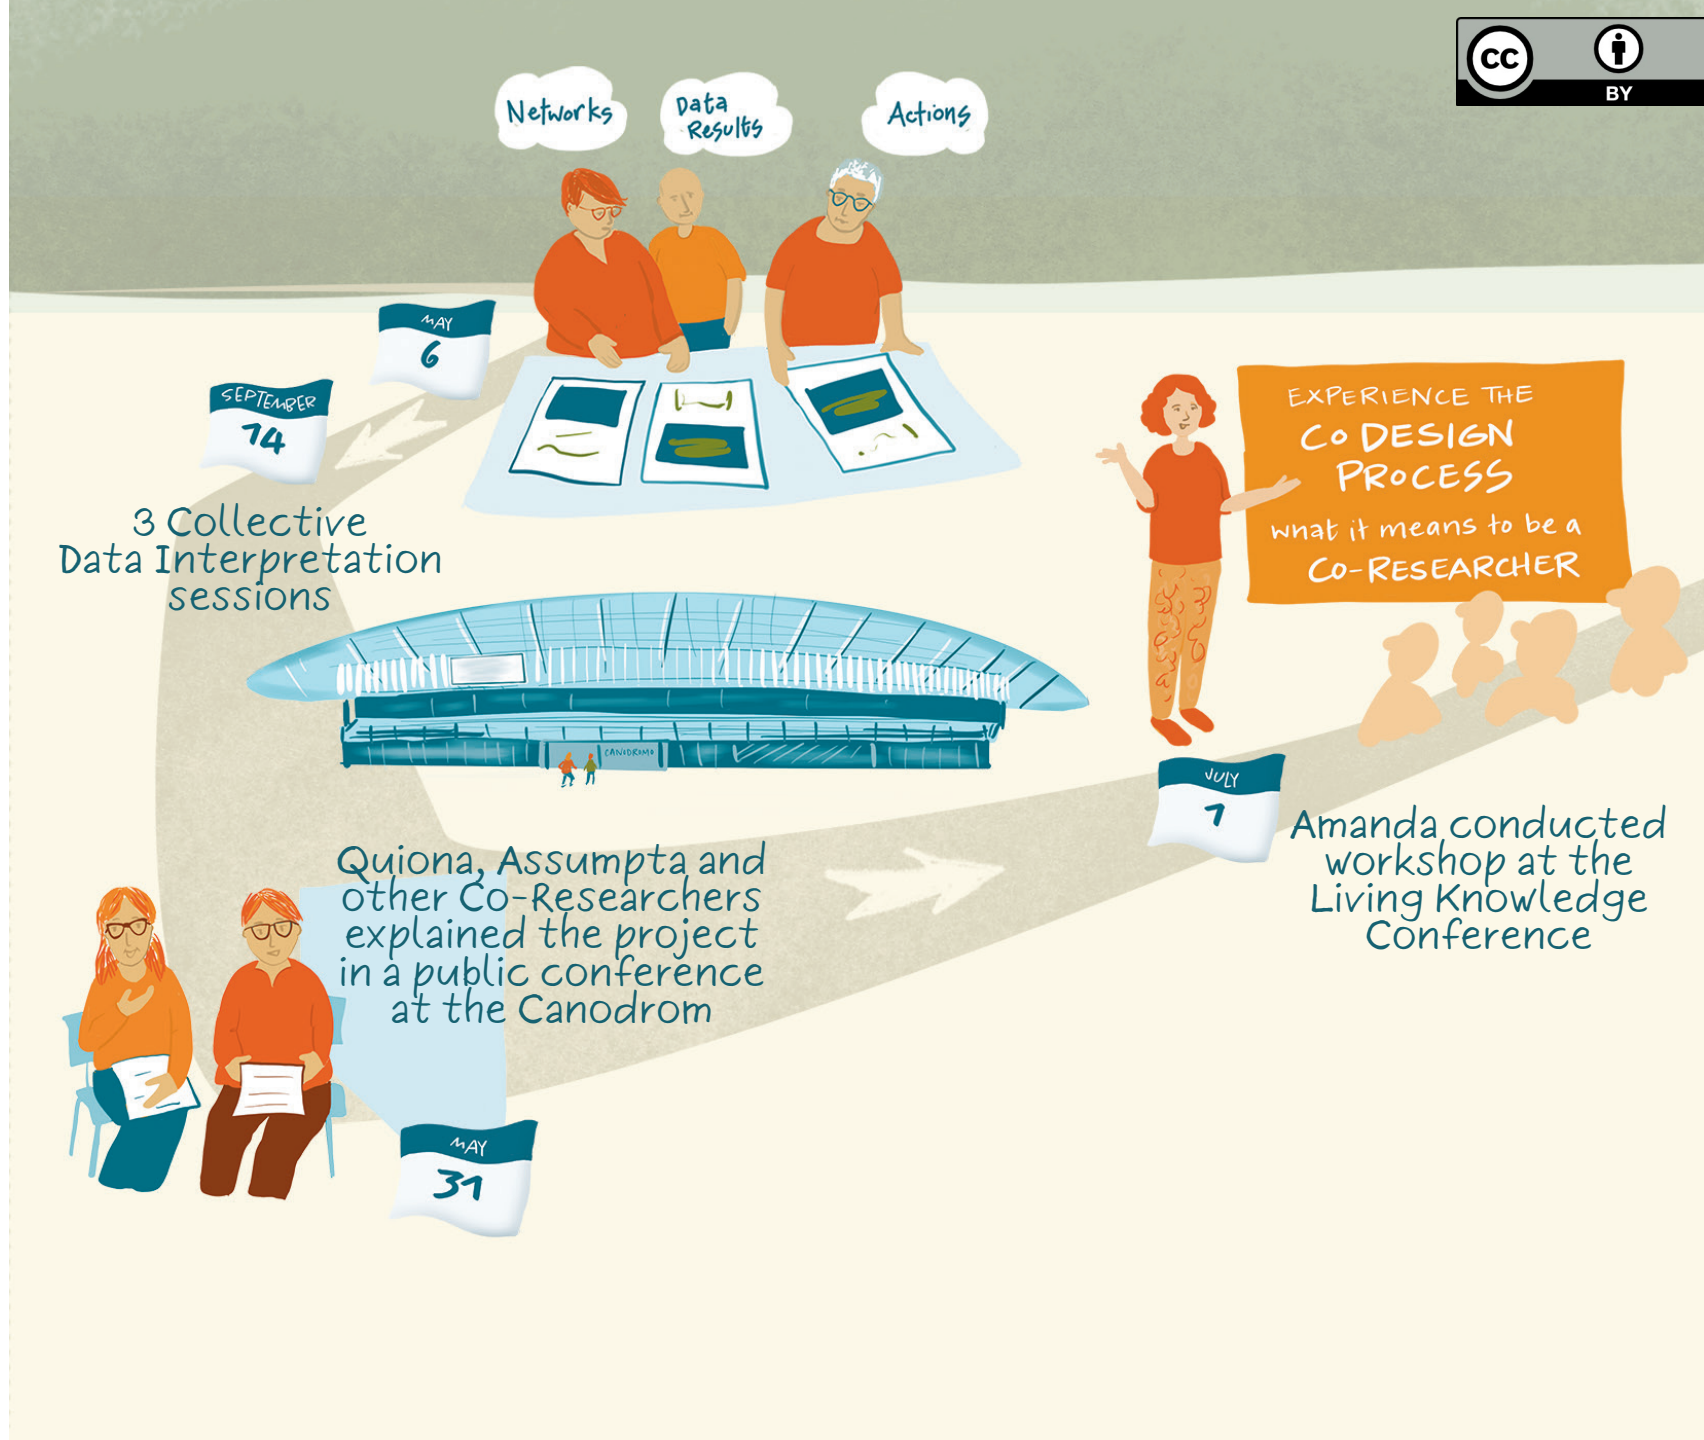 CC
BY
Networks
Data
Results
Actions
MAY
6
SEPTEMBER
14
3 Collective
Data Interpretation
sessions
EXPERIENCE THE
CO DESIGN
PROCESS
what it means to be a
CO-RESEARCHER
CANODROMO
JULY
1
Amanda conducted
workshop at the
Living Knowledge
Conference
Quiona, Assumpta and
other Co-Researchers
explained the project
in a public conference
at the Canodrom
MAY
31